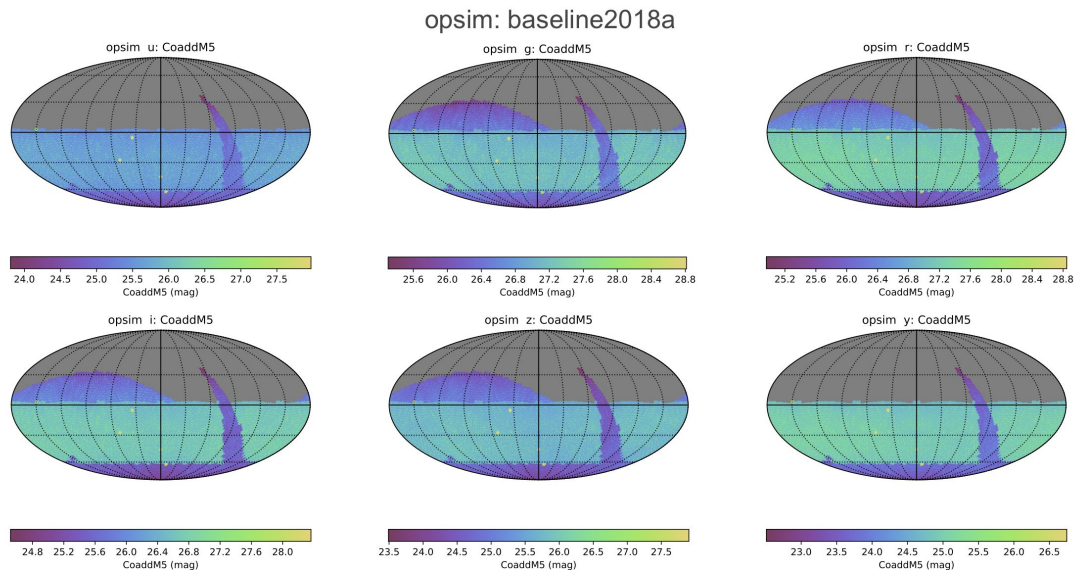 opsim: baseline2018a
opsim u: CoaddM5
opsim g: CoaddM5
opsim r: CoaddM5
24.0 24.5 25.0 25.5 26.0 26.5 27.0 27.5
CoaddM5 (mag)
25.6 26.0 26.4 26.8 27.2 27.6 28.0 28.4 28.8
CoaddM5 (mag)
25.2 25.6 26.0 26.4 26.8 27.2 27.6 28.0 28.4 28.8
CoaddM5 (mag)
opsim i: CoaddM5
opsim z: CoaddM5
opsim y: CoaddM5
24.8 25.2 25.6 26.0 26.4 26.8 27.2 27.6 28.0
CoaddM5 (mag)
23.5 24.0 24.5 25.0 25.5 26.0 26.5 27.0 27.5
CoaddM5 (mag)
23.0 23.5 24.0 24.5 25.0 25.5 26.0 26.5
CoaddM5 (mag)